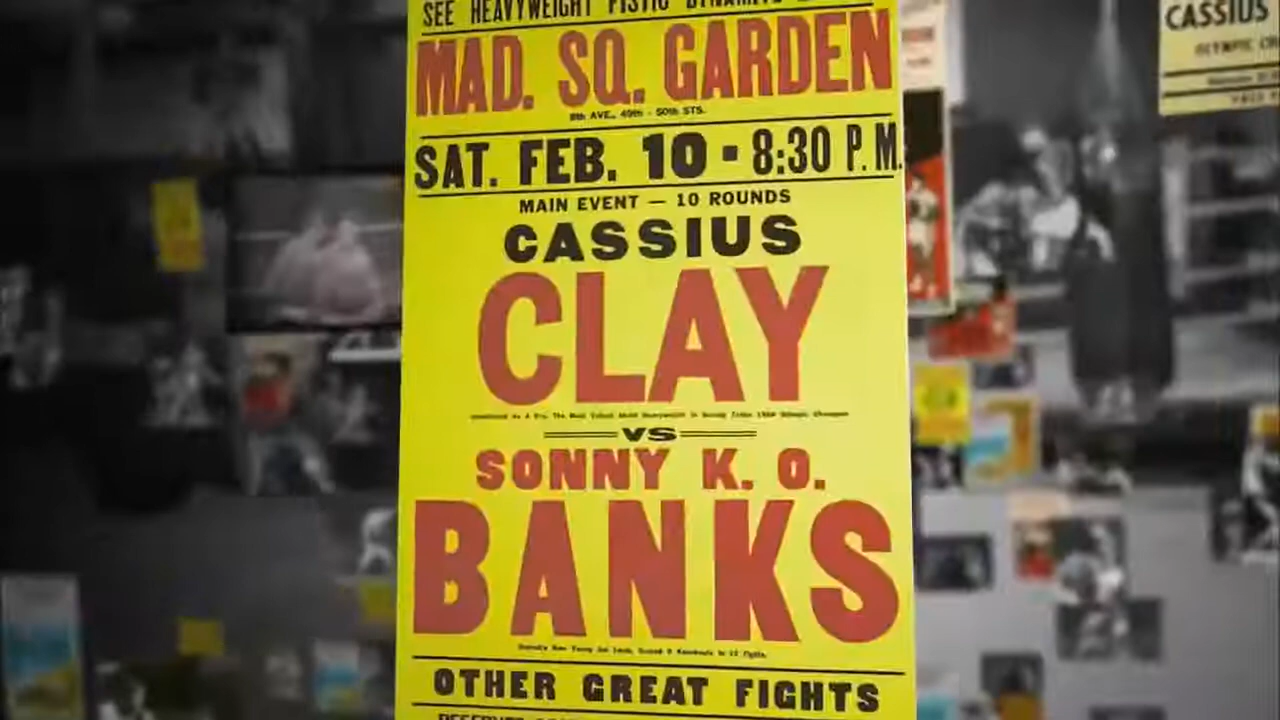 SEE HEAVYWEIGHT FISTIC DYNAMITE
MAD. SQ. GARDEN
8th AVE., 49th - 50th STS.
SAT. FEB. 10 ▪ 8:30 P.M.
MAIN EVENT — 10 ROUNDS
CASSIUS
CLAY
VS
SONNY K. O.
BANKS
OTHER GREAT FIGHTS
CASSIUS